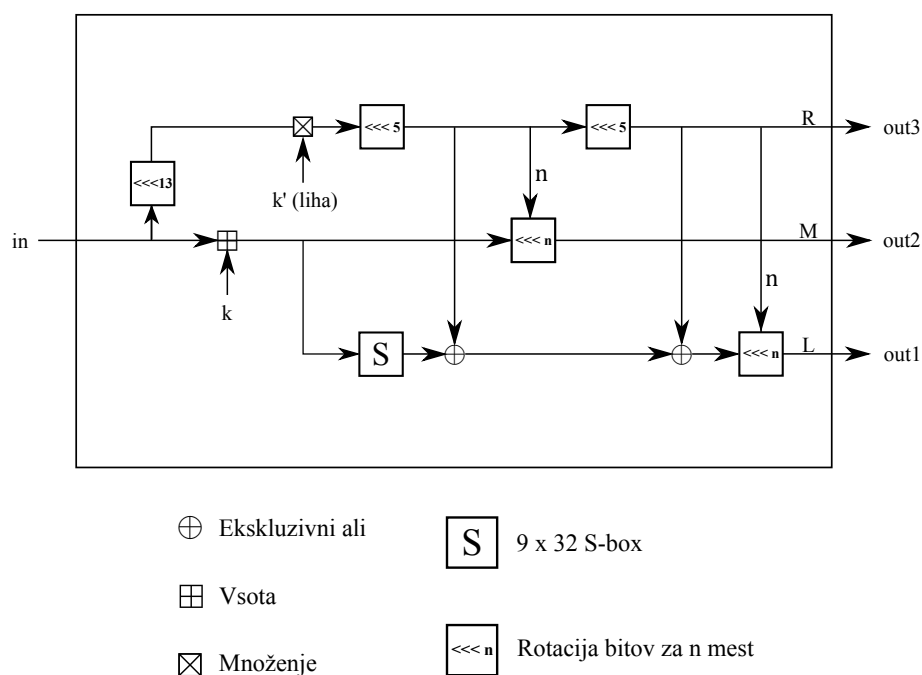 <<< 5
<<< 5
R
out3
<<<13
k' (liha)
n
in
<<< n
M
out2
k
n
S
<<< n
L
out1
Ekskluzivni ali
S
9 x 32 S-box
Vsota
Množenje
<<< n
Rotacija bitov za n mest